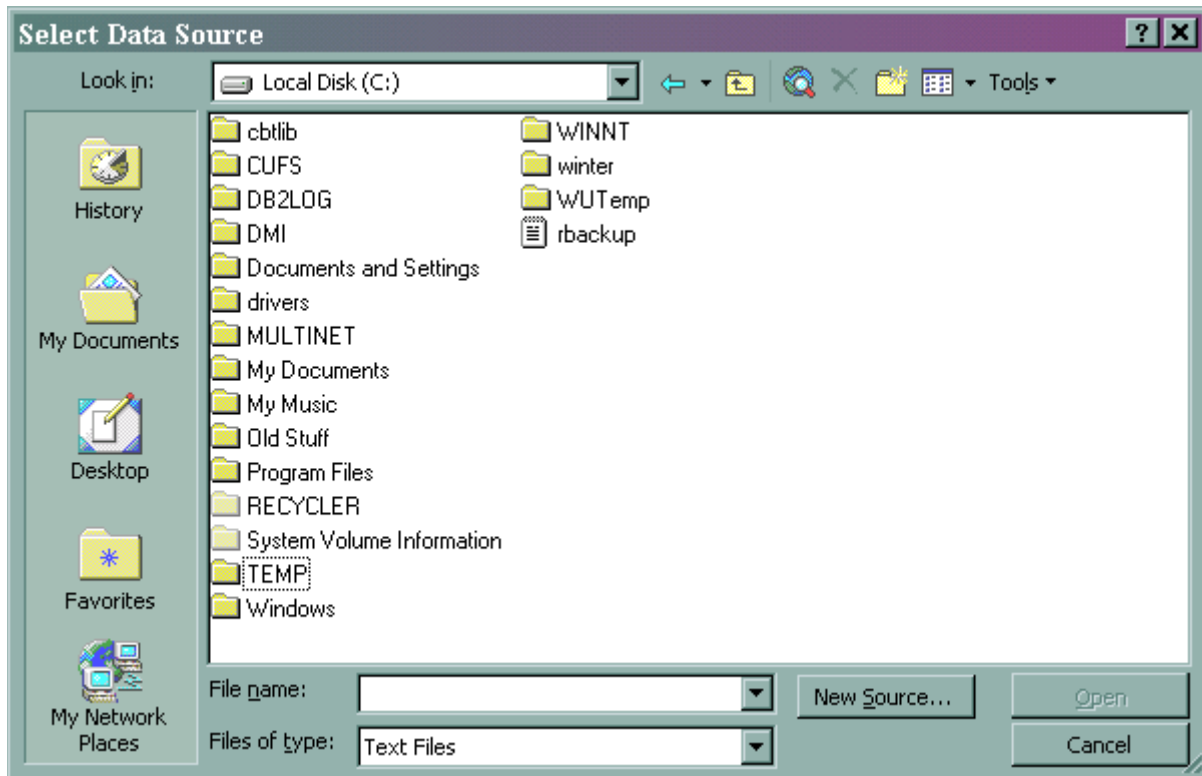 Select Data Source
Look in: Local Disk (C:) Tools
History
My Documents
Desktop
Favorites
My Network
Places
cbtlib
CUFS
DB2LOG
DMI
Documents and Settings
drivers
MULTINET
My Documents
My Music
Old Stuff
Program Files
RECYCLER
System Volume Information
TEMP
Windows
WINNT
winter
WUTemp
rbackup
File name: New Source... Open
Files of type: Text Files Cancel